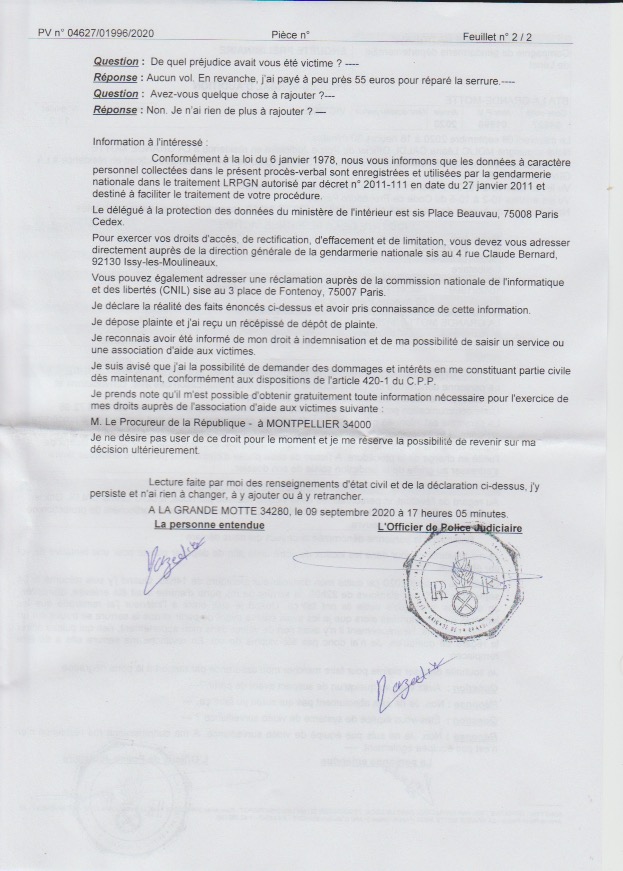 PV n° 04627/01996/2020 Pièce n° Feuillet n° 2 / 2
Question : De quel préjudice avait vous été victime ? ----
Réponse : Aucun vol. En revanche, j'ai payé à peu près 55 euros pour réparé la serrure.----
Question : Avez-vous quelque chose à rajouter ?---
Réponse : Non. Je n'ai rien de plus à rajouter ? ---
Information à l'intéressé :
Conformément à la loi du 6 janvier 1978, nous vous informons que les données à caractère
personnel collectées dans le présent procès-verbal sont enregistrées et utilisées par la gendarmerie
nationale dans le traitement LRPGN autorisé par décret n° 2011-111 en date du 27 janvier 2011 et
destiné à faciliter le traitement de votre procédure.
Le délégué à la protection des données du ministère de l'intérieur est sis Place Beauvau, 75008 Paris
Cedex.
Pour exercer vos droits d'accès, de rectification, d'effacement et de limitation, vous devez vous adresser
directement auprès de la direction générale de la gendarmerie nationale sis au 4 rue Claude Bernard,
92130 Issy-les-Moulineaux.
Vous pouvez également adresser une réclamation auprès de la commission nationale de l'informatique
et des libertés (CNIL) sise au 3 place de Fontenoy, 75007 Paris.
Je déclare la réalité des faits énoncés ci-dessus et avoir pris connaissance de cette information.
Je dépose plainte et j'ai reçu un récépissé de dépôt de plainte.
Je reconnais avoir été informé de mon droit à indemnisation et de ma possibilité de saisir un service ou
une association d'aide aux victimes.
Je suis avisé que j'ai la possibilité de demander des dommages et intérêts en me constituant partie civile
dès maintenant, conformément aux dispositions de l'article 420-1 du C.P.P.
Je prends note qu'il m'est possible d'obtenir gratuitement toute information nécessaire pour l'exercice de
mes droits auprès de l'association d'aide aux victimes suivante :
M. Le Procureur de la République - à MONTPELLIER 34000
Je ne désire pas user de ce droit pour le moment et je me réserve la possibilité de revenir sur ma
décision ultérieurement.
Lecture faite par moi des renseignements d'état civil et de la déclaration ci-dessus, j'y
persiste et n'ai rien à changer, à y ajouter ou à y retrancher.
A LA GRANDE MOTTE 34280, le 09 septembre 2020 à 17 heures 05 minutes.
La personne entendue L'Officier de Police Judiciaire
R F